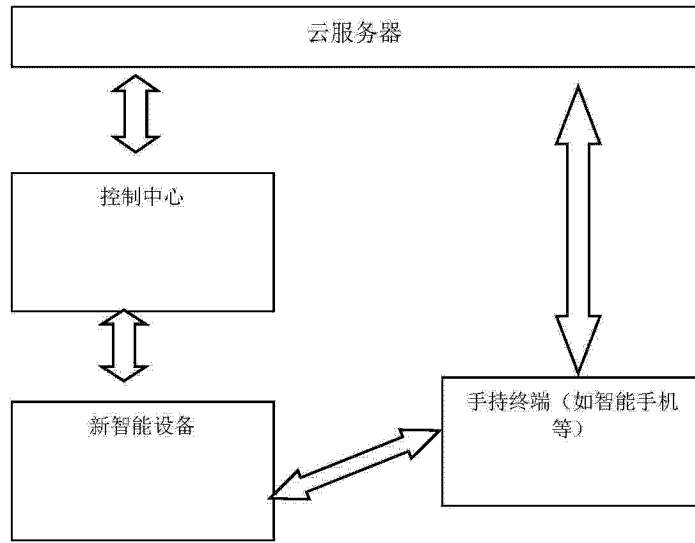 云服务器
控制中心
新智能设备
手持终端（如智能手机
等）